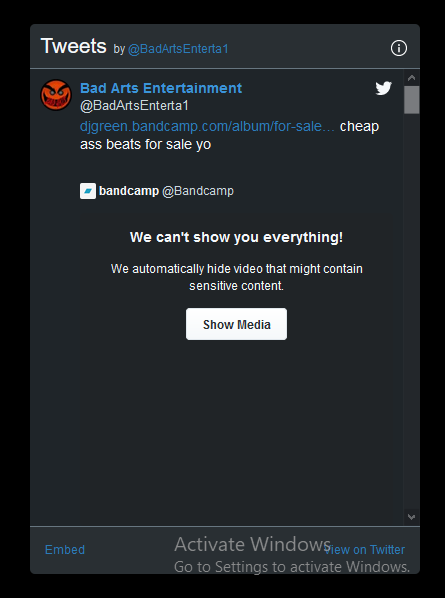 Tweets by @BadArtsEnterta1
Bad Arts Entertainment
@BadArtsEnterta1
djgreen.bandcamp.com/album/for-sale… cheap
ass beats for sale yo
bandcamp @Bandcamp
We can't show you everything!
We automatically hide video that might contain
sensitive content.
Show Media
Embed
View on Twitter
Activate Windows
Go to Settings to activate Windows.